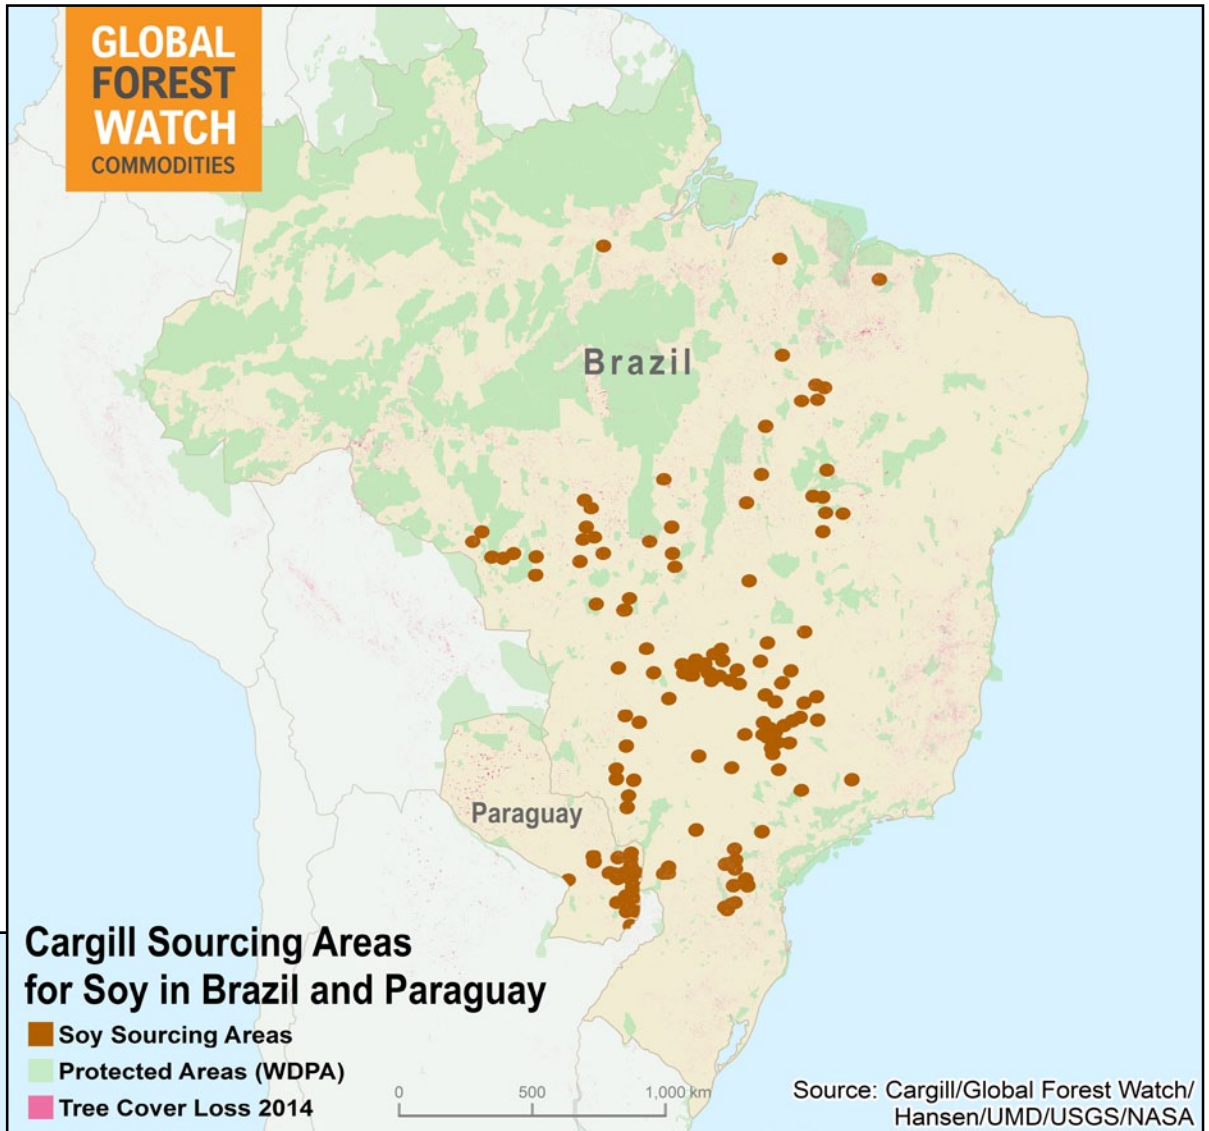 GLOBAL
FOREST
WATCH
COMMODITIES
Brazil
Paraguay
Cargill Sourcing Areas
for Soy in Brazil and Paraguay
Soy Sourcing Areas
Protected Areas (WDPA)
Tree Cover Loss 2014
0 500 1,000 km
Source: Cargill/Global Forest Watch/
Hansen/UMD/USGS/NASA